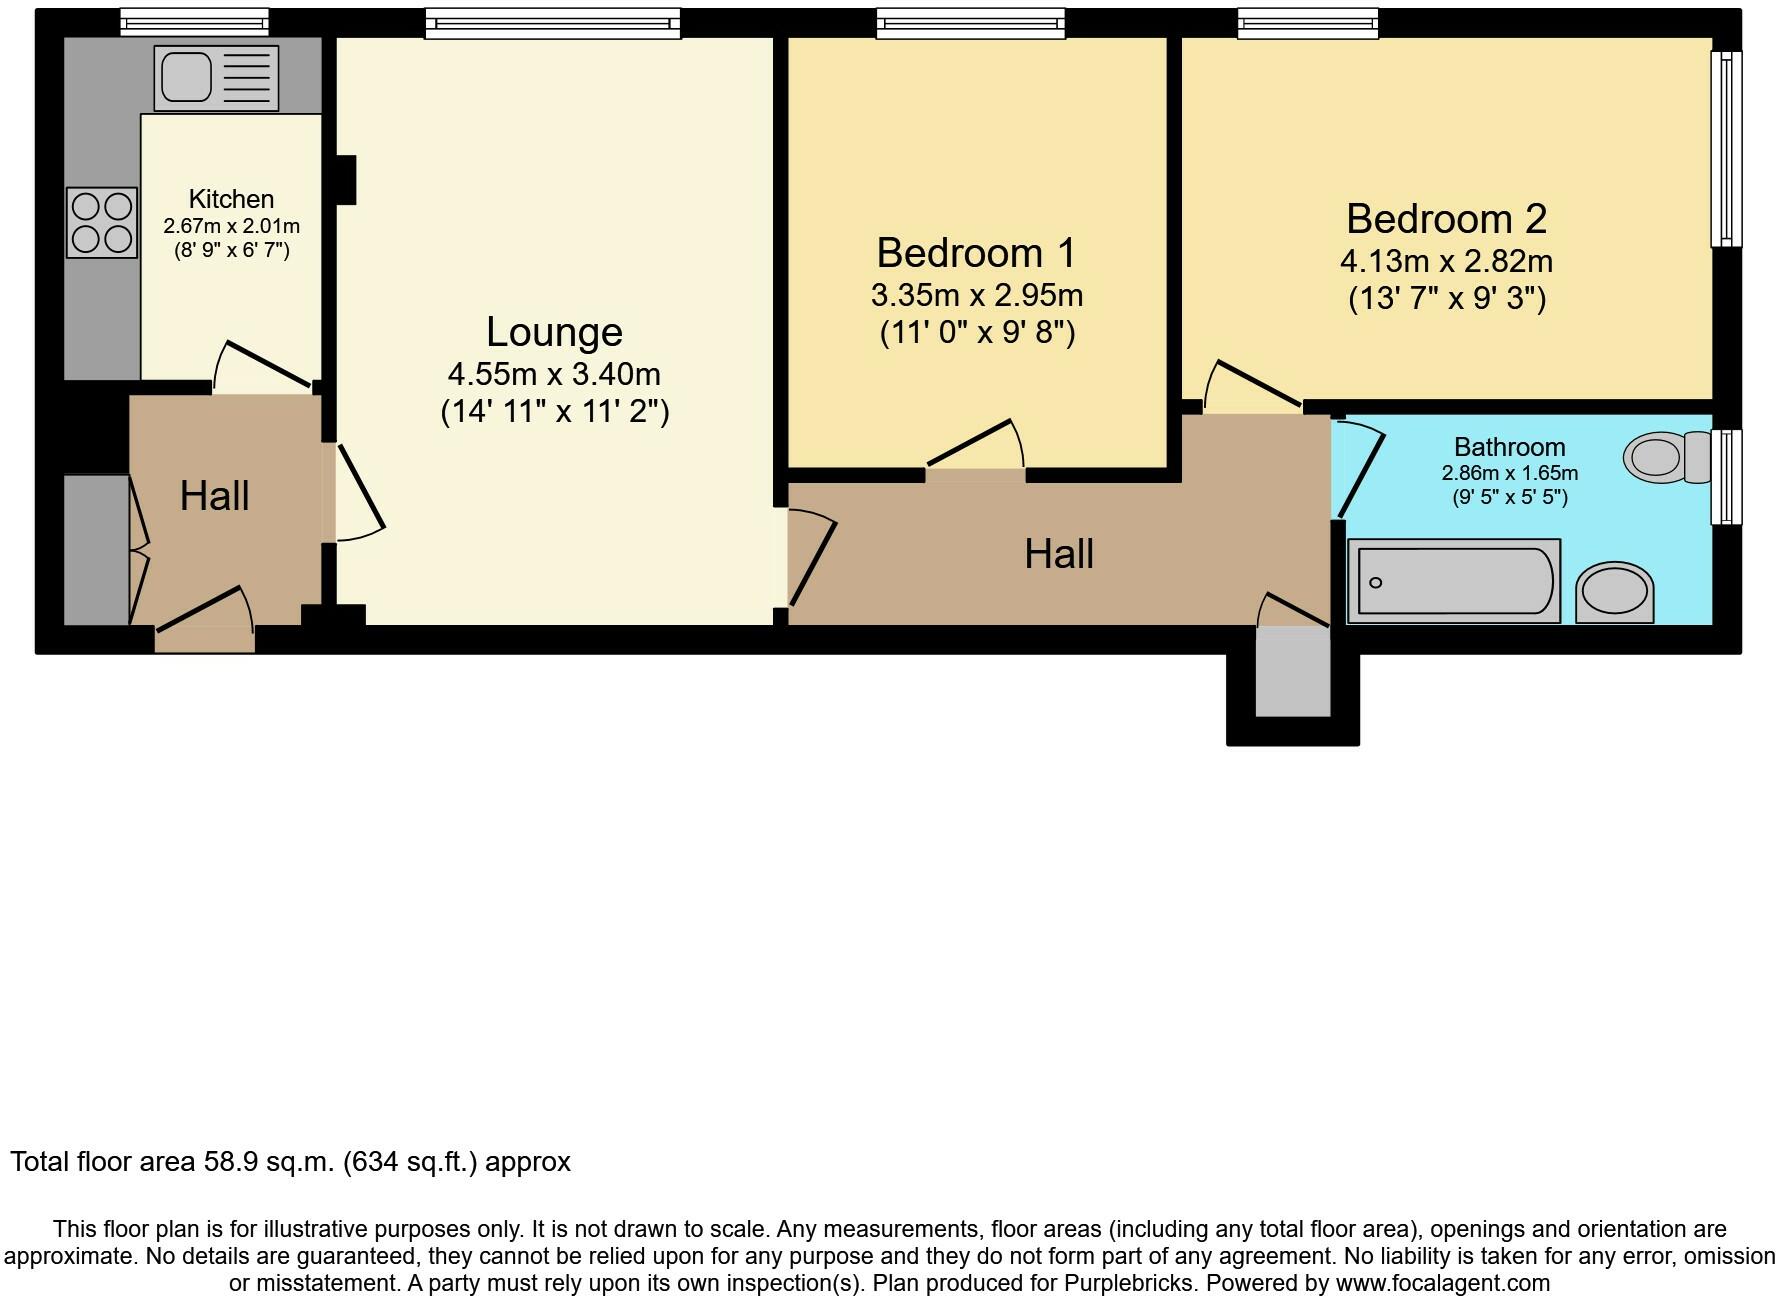 Kitchen
2.67m x 2.01m
(8' 9" x 6' 7")
Lounge
4.55m x 3.40m
(14' 11" x 11' 2")
Bedroom 1
3.35m x 2.95m
(11' 0" x 9' 8")
Bedroom 2
4.13m x 2.82m
(13' 7" x 9' 3")
Hall
Hall
Bathroom
2.86m x 1.65m
(9' 5" x 5' 5")
Total floor area 58.9 sq.m. (634 sq.ft.) approx
This floor plan is for illustrative purposes only. It is not drawn to scale. Any measurements, floor areas (including any total floor area), openings and orientation are
approximate. No details are guaranteed, they cannot be relied upon for any purpose and they do not form part of any agreement. No liability is taken for any error, omission
or misstatement. A party must rely upon its own inspection(s). Plan produced for Purplebricks. Powered by www.focalagent.com